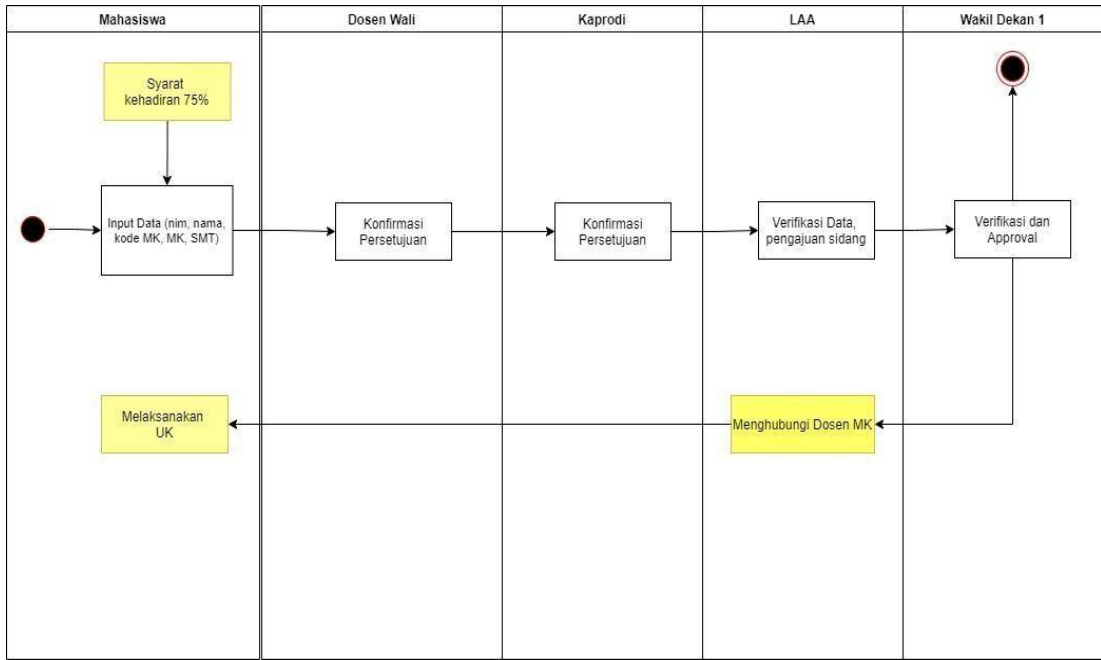 Mahasiswa
Dosen Wali
Kaprodi
LAA
Wakil Dekan 1
Syarat
kehadiran 75%
Input Data (nim, nama,
kode MK, MK, SMT)
Konfirmasi
Persetujuan
Konfirmasi
Persetujuan
Verifikasi Data,
pengajuan sidang
Verifikasi dan
Approval
Melaksanakan
UK
Menghubungi Dosen MK